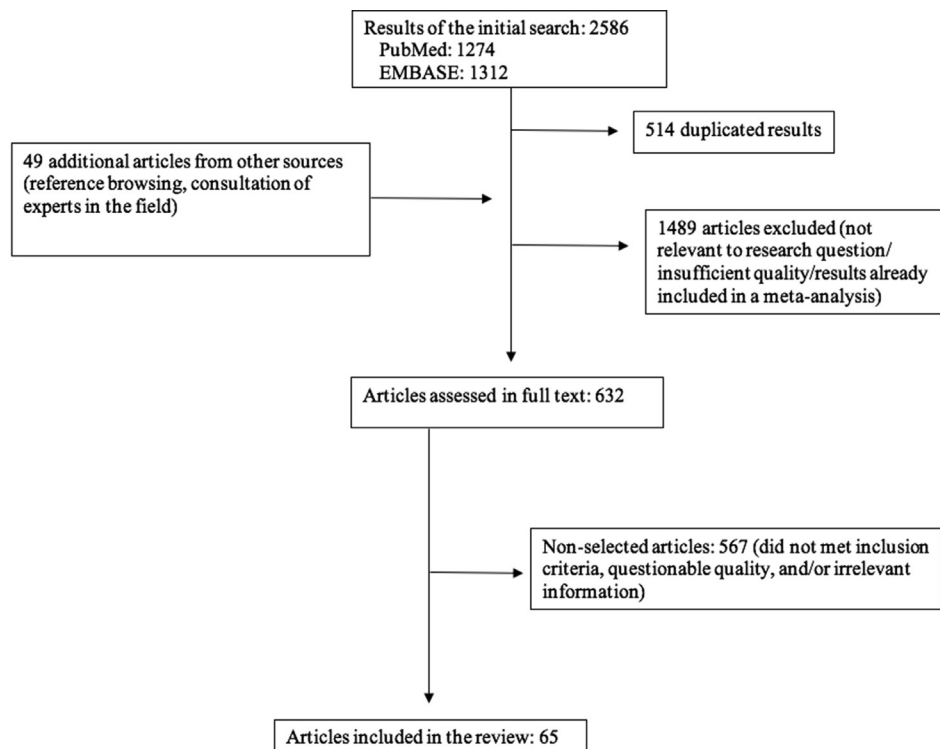 Results of the initial search: 2586
PubMed: 1274
EMBASE: 1312
514 duplicated results
49 additional articles from other sources
(reference browsing, consultation of
experts in the field)
1489 articles excluded (not
relevant to research question/
insufficient quality/results already
included in a meta-analysis)
Articles assessed in full text: 632
Non-selected articles: 567 (did not met inclusion
criteria, questionable quality, and/or irrelevant
information)
Articles included in the review: 65